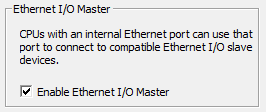 Ethernet I/O Master
CPUs with an internal Ethernet port can use that
port to connect to compatible Ethernet I/O slave
devices.
Enable Ethernet I/O Master